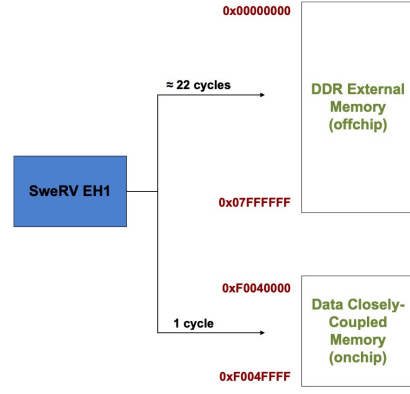 0x00000000
≈ 22 cycles
DDR External
Memory
(offchip)
SweRV EH1
0x07FFFFFF
0xF0040000
Data Closely-
Coupled
Memory
(onchip)
1 cycle
0xF004FFFF